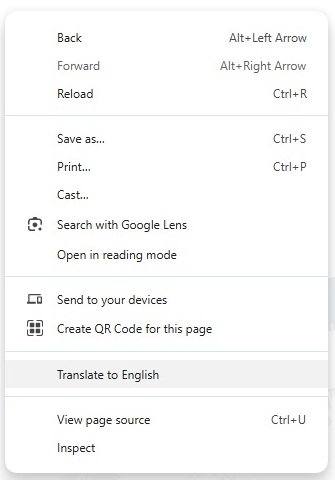 Back Alt+Left Arrow
Forward Alt+Right Arrow
Reload Ctrl+R
Save as... Ctrl+S
Print... Ctrl+P
Cast...
Search with Google Lens
Open in reading mode
Send to your devices
Create QR Code for this page
Translate to English
View page source Ctrl+U
Inspect